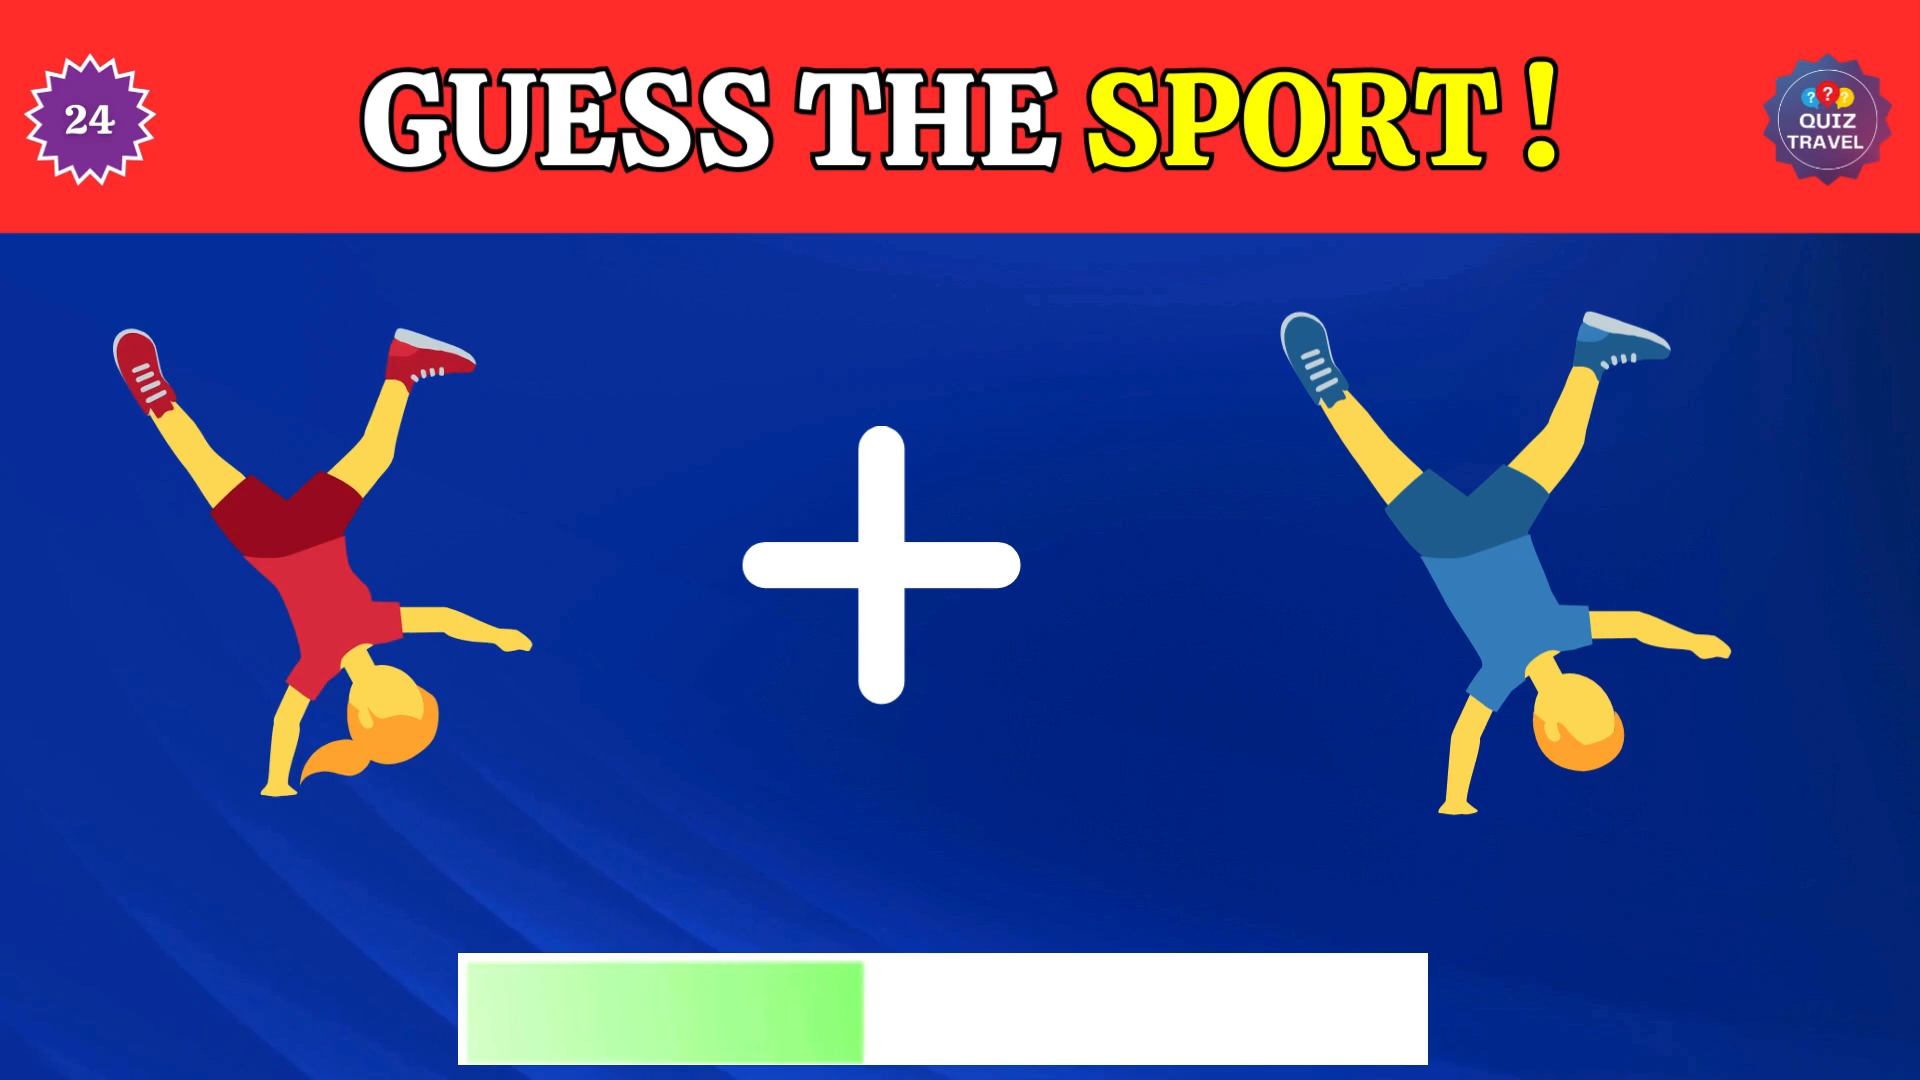 24
GUESS THE SPORT !
? ? ?
QUIZ
TRAVEL